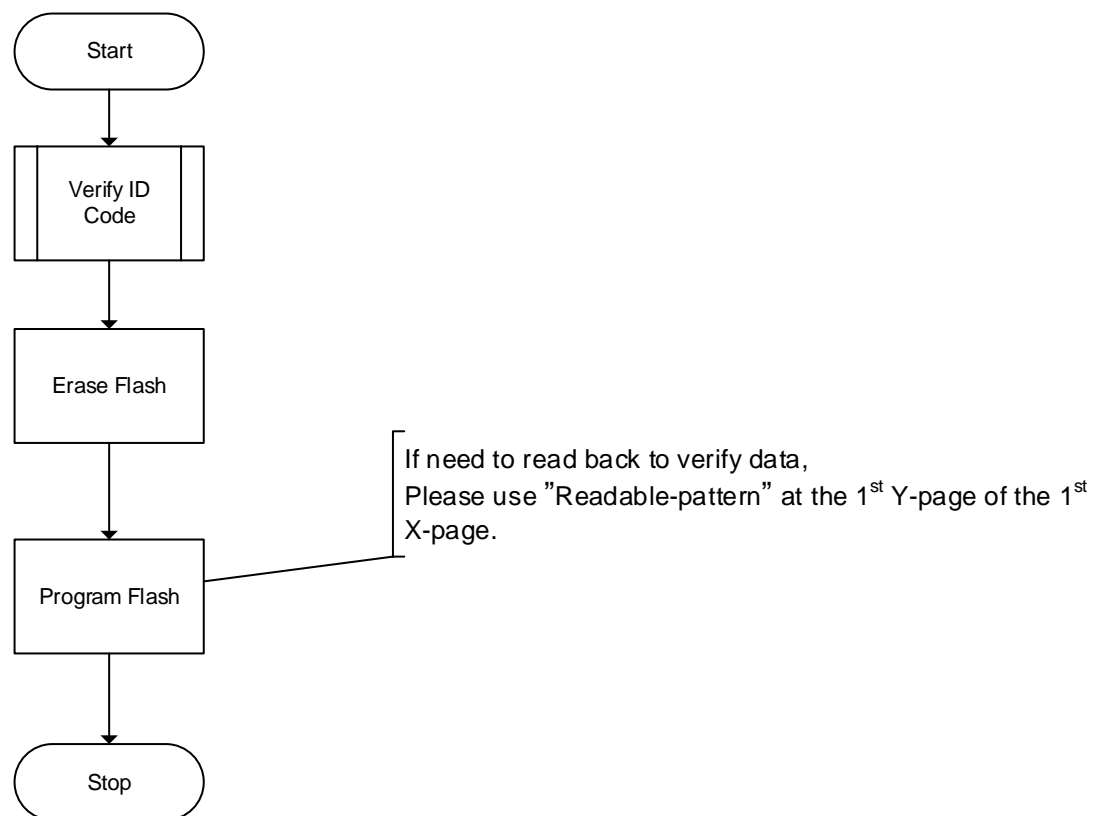 Start
Verify ID
Code
Erase Flash
If need to read back to verify data,
Please use ”Readable-pattern” at the 1st Y-page of the 1st
X-page.
Program Flash
Stop